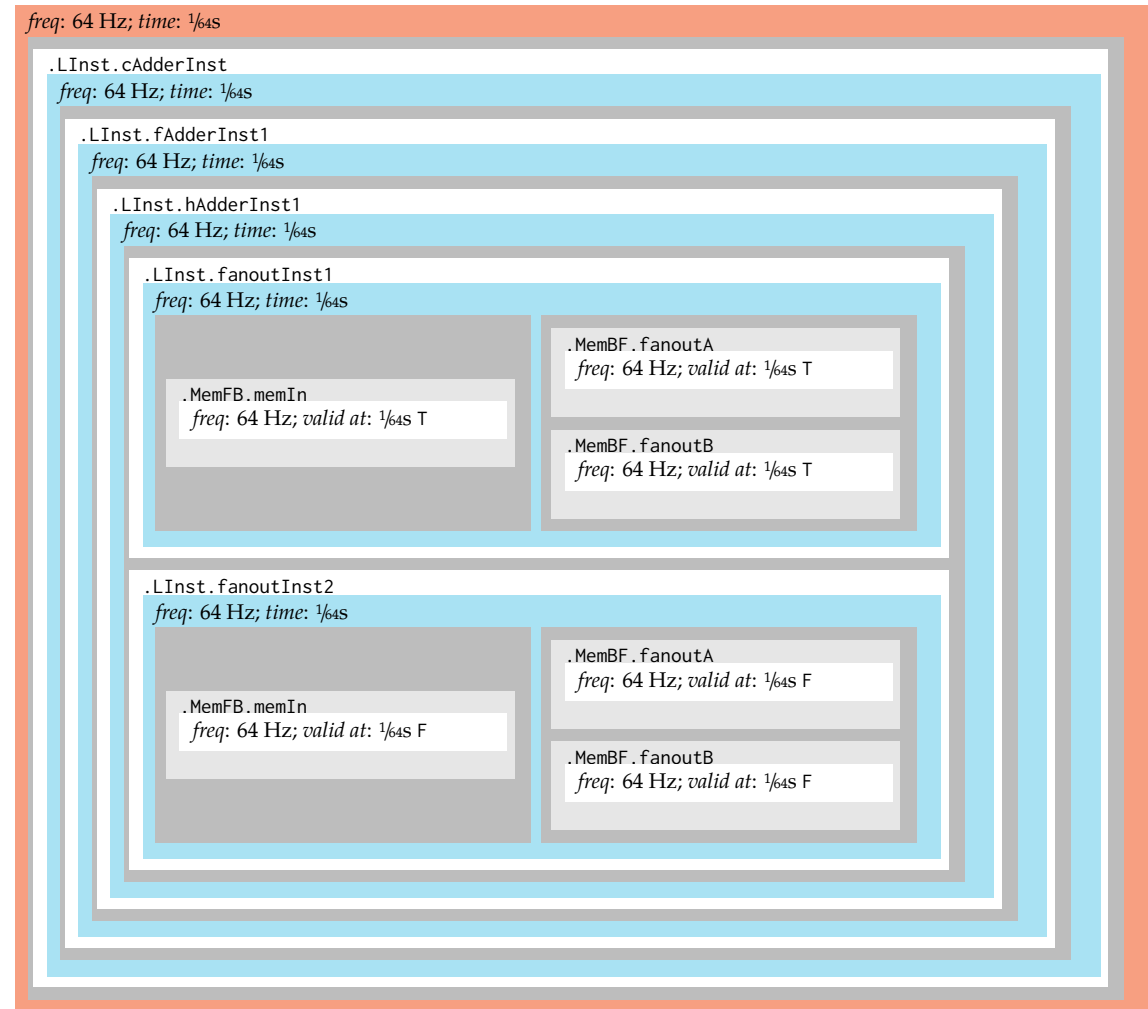 freq: 64 Hz; time: 1/64s
.LInst.cAdderInst
freq: 64 Hz; time: 1/64s
.LInst.fAdderInst1
freq: 64 Hz; time: 1/64s
.LInst.hAdderInst1
freq: 64 Hz; time: 1/64s
.LInst.fanoutInst1
freq: 64 Hz; time: 1/64s
.MemFB.memIn
freq: 64 Hz; valid at: 1/64s T
.MemBF.fanoutA
freq: 64 Hz; valid at: 1/64s T
.MemBF.fanoutB
freq: 64 Hz; valid at: 1/64s T
.LInst.fanoutInst2
freq: 64 Hz; time: 1/64s
.MemFB.memIn
freq: 64 Hz; valid at: 1/64s F
.MemBF.fanoutA
freq: 64 Hz; valid at: 1/64s F
.MemBF.fanoutB
freq: 64 Hz; valid at: 1/64s F